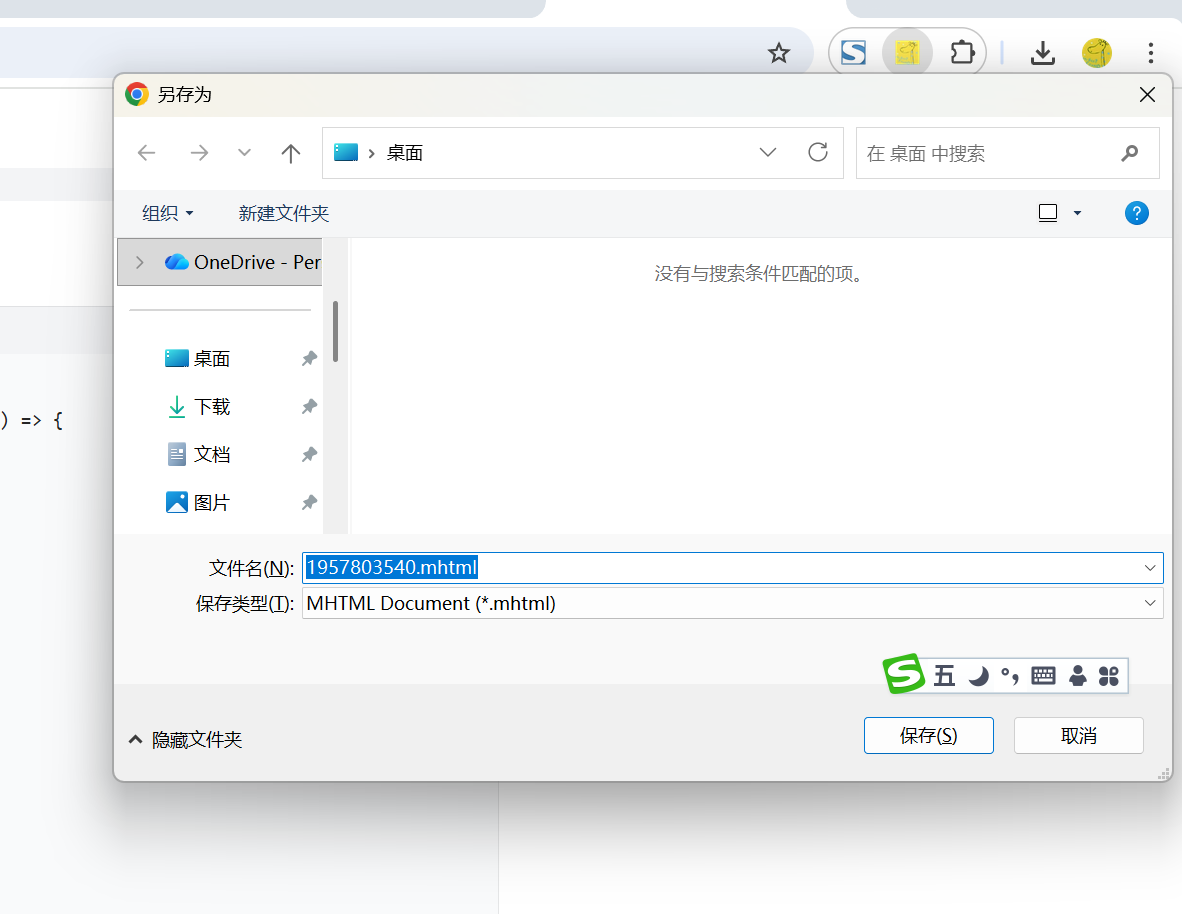 另存为
桌面
在 桌面 中搜索
组织
新建文件夹
?
OneDrive - Per
没有与搜索条件匹配的项。
桌面
下载
) => {
文档
图片
文件名(N):
1957803540.mhtml
保存类型(T):
MHTML Document (*.mhtml)
S 五 °,
隐藏文件夹
保存(S)
取消